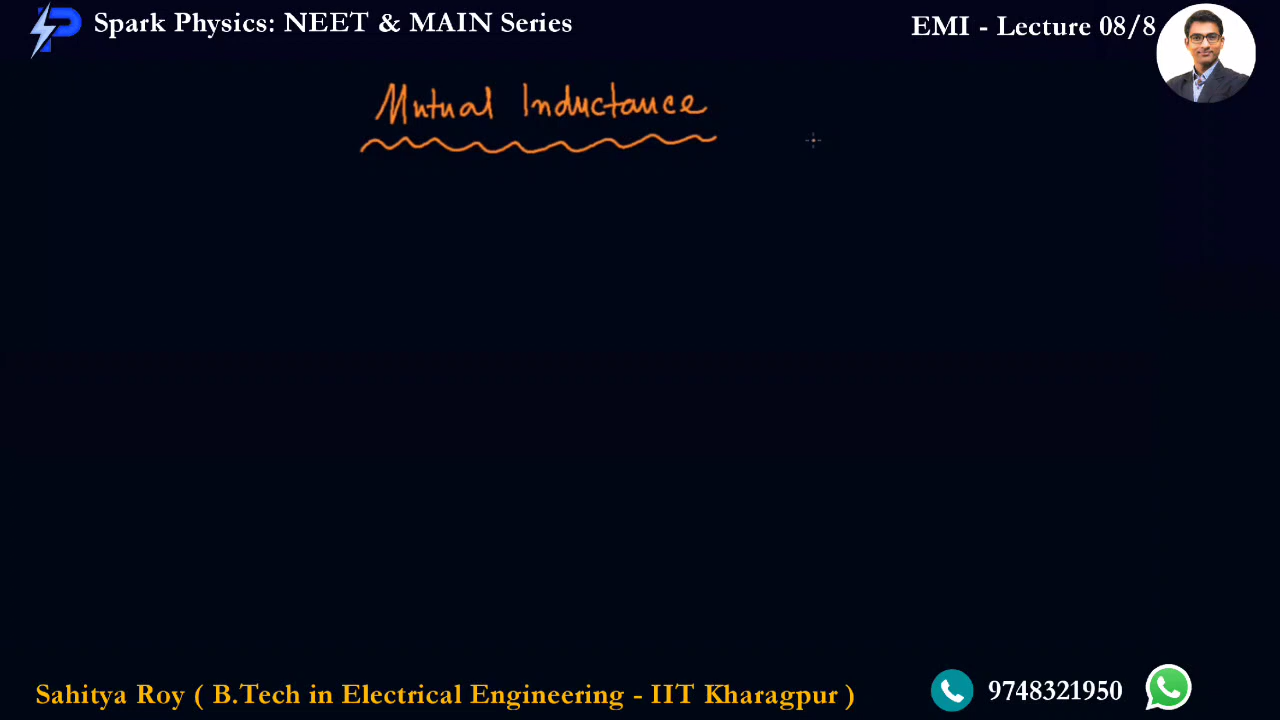 Spark Physics: NEET & MAIN Series
EMI - Lecture 08/8
Mutual Inductance
Sahitya Roy ( B.Tech in Electrical Engineering - IIT Kharagpur )
9748321950